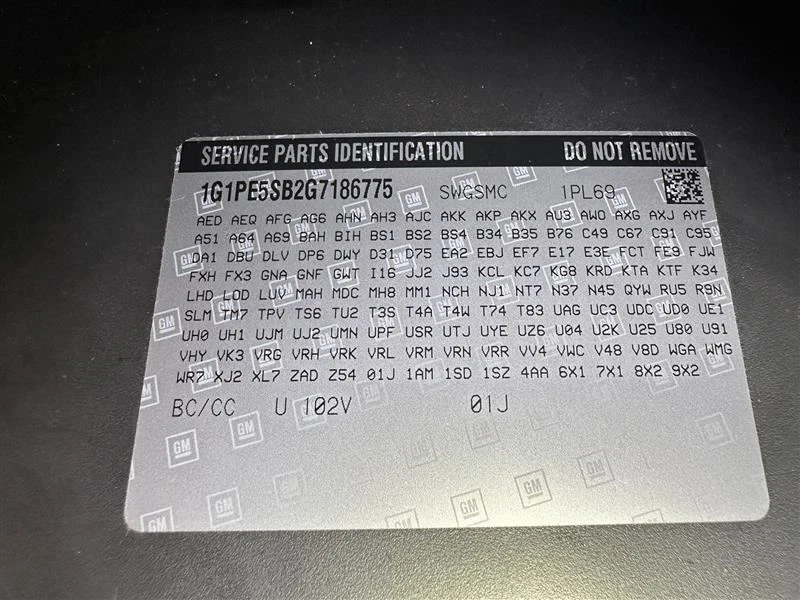 SERVICE PARTS IDENTIFICATION DO NOT REMOVE
1G1PE5SB2G7186775 SWGSMC 1PL69
AED AEQ AFG AG6 AHN AH3 AJC AKK AKP AKX AU3 AWO AXG AXJ AYF
A51 A64 A69 BAH BIH BS1 BS2 BS4 B34 B35 B76 C49 C67 C91 C95
DA1 DBU DLV DP6 DWY D31 D75 EA2 EBJ EF7 E17 E3E FCT FE9 FJW
FXH FX3 GNA GNF GWT I16 JJ2 J93 KCL KC7 KG8 KRD KTA KTF K34
LHD LOD LUV MAH MDC MH8 MM1 NCH NJ1 NT7 N37 N45 QYW RU5 R9N
SLM TM7 TPV TS6 TU2 T3S T4A T4W T74 T83 UAG UC3 UDC UD0 UE1
UH0 UH1 UJM UJ2 UMN UPF USR UTJ UYE UZ6 U04 U2K U25 U80 U91
VHY VK3 VRG VRH VRK VRL VRM VRN VRR VV4 VWC V48 V8D WGA WMG
WR7 XJ2 XL7 ZAD Z54 01J 1AM 1SD 1SZ 4AA 6X1 7X1 8X2 9X2
BC/CC U 102V 01J